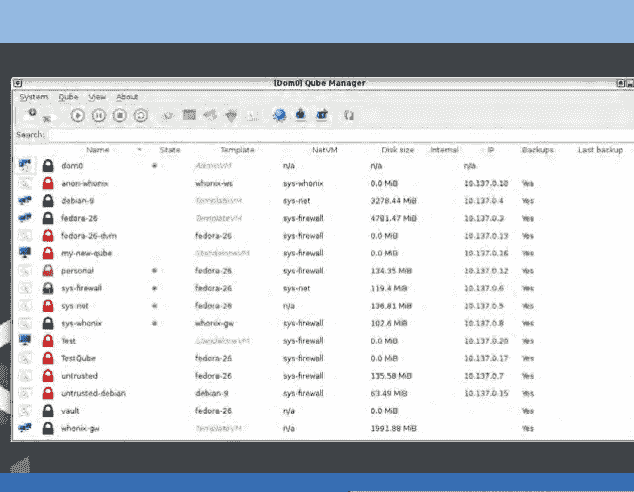 [Dom0] Qube Manager
System Qube View About
Search:
Name State Template NetVM Disk size Internal IP Backups Last backup
dom0 AdminVM n/a n/a n/a
anon-whonix whonix-ws sys-whonix 0.0 MiB 10.137.0.10 Yes
debian-9 TemplateVM sys-net 3278.44 MiB 10.137.0.4 Yes
fedora-26 TemplateVM sys-firewall 4781.47 MiB 10.137.0.3 Yes
fedora-26-dvm fedora-26 sys-firewall 0.0 MiB 10.137.0.13 Yes
my-new-qube StandaloneVM sys-firewall 0.0 MiB 10.137.0.16 Yes
personal fedora-26 sys-firewall 134.35 MiB 10.137.0.12 Yes
sys-firewall fedora-26 sys-net 119.4 MiB 10.137.0.6 Yes
sys-net fedora-26 n/a 136.81 MiB 10.137.0.5 Yes
sys-whonix whonix-gw sys-firewall 102.6 MiB 10.137.0.8 Yes
Test StandaloneVM sys-firewall 0.0 MiB 10.137.0.20 Yes
TestQube fedora-26 sys-firewall 0.0 MiB 10.137.0.17 Yes
untrusted fedora-26 sys-firewall 135.58 MiB 10.137.0.7 Yes
untrusted-debian debian-9 sys-firewall 63.49 MiB 10.137.0.15 Yes
vault fedora-26 n/a 0.0 MiB Yes
whonix-gw TemplateVM n/a 1991.88 MiB Yes